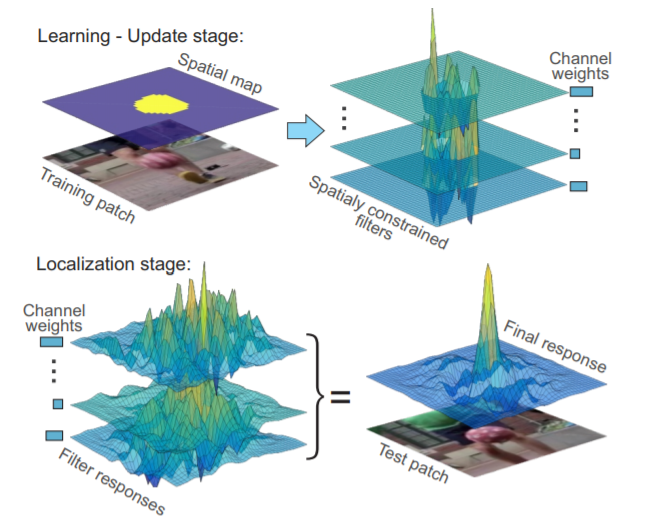 Learning - Update stage:
Spatial map
Training patch
Channel
weights
Spatialy constrained
filters
Localization stage:
Channel
weights
Filter responses
=
Final response
Test patch